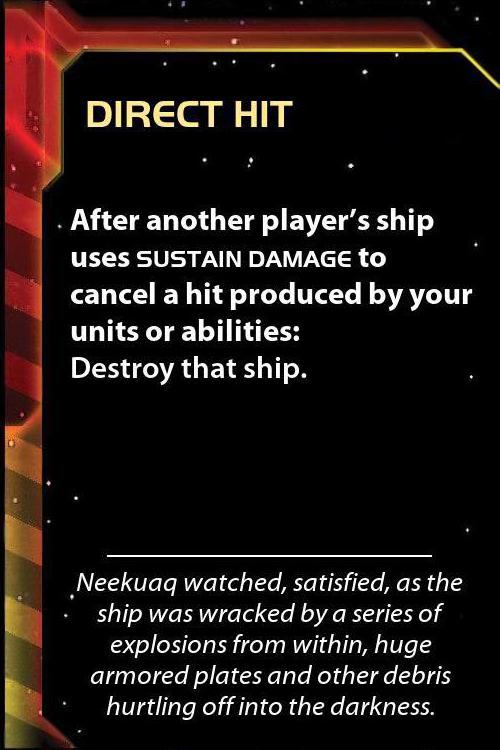 DIRECT HIT
After another player's ship
uses SUSTAIN DAMAGE to
cancel a hit produced by your
units or abilities:
Destroy that ship.
Neekuaq watched, satisfied, as the
ship was wracked by a series of
explosions from within, huge
armored plates and other debris
hurtling off into the darkness.